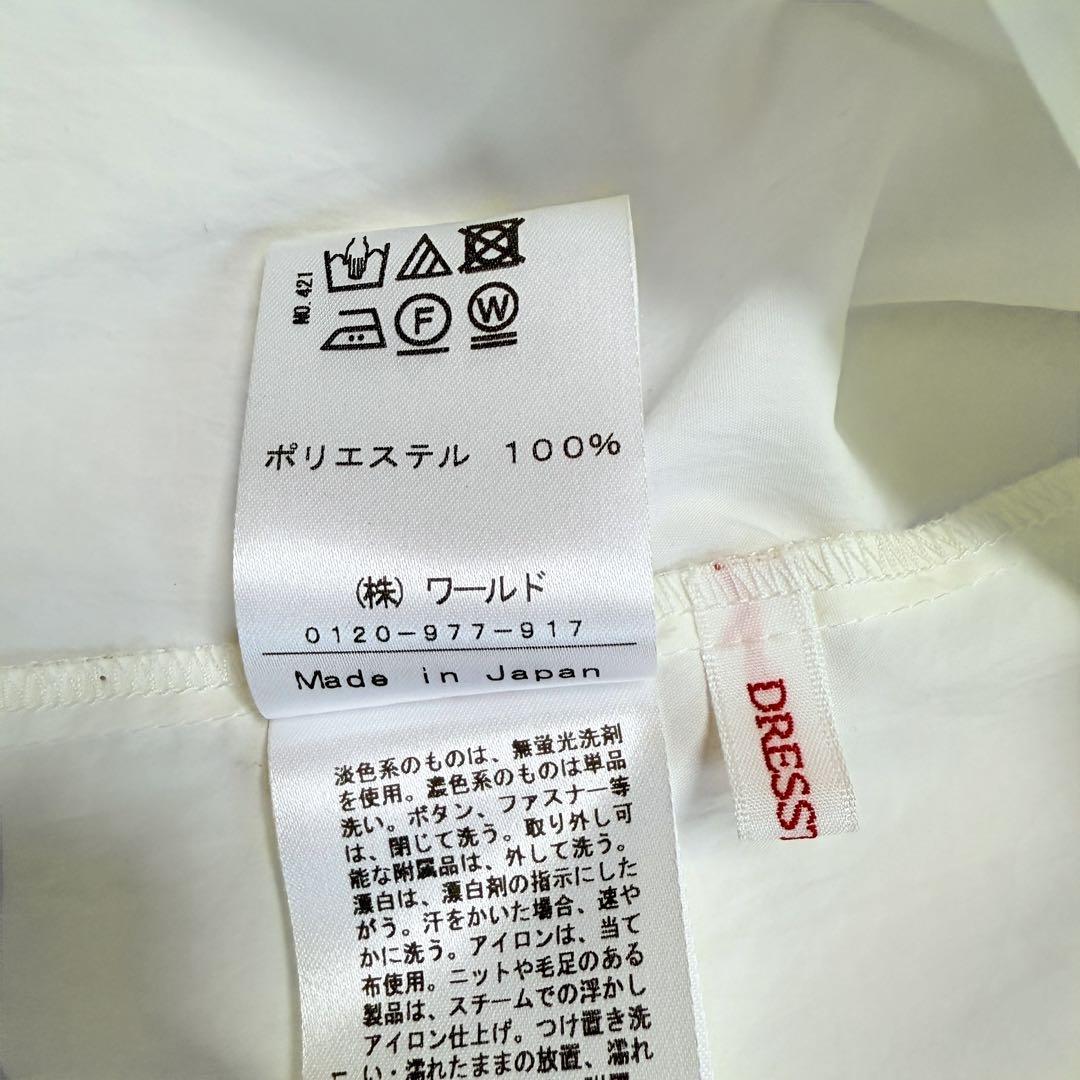 NO.421
F
W
ポリエステル 100%
(株) ワールド
0120-977-917
Made in Japan
淡色系のものは、無蛍光洗剤
を使用。濃色系のものは単品
洗い。ボタン、ファスナー等
は、閉じて洗う。取り外し可
能な附属品は、外して洗う。
漂白は、漂白剤の指示にした
がう。汗をかいた場合、速や
かに洗う。アイロンは、当て
布使用。ニットや毛足のある
製品は、スチームでの浮かし
アイロン仕上げ。つけ置き洗
い・濡れたままの放置、濡れ
DRESST